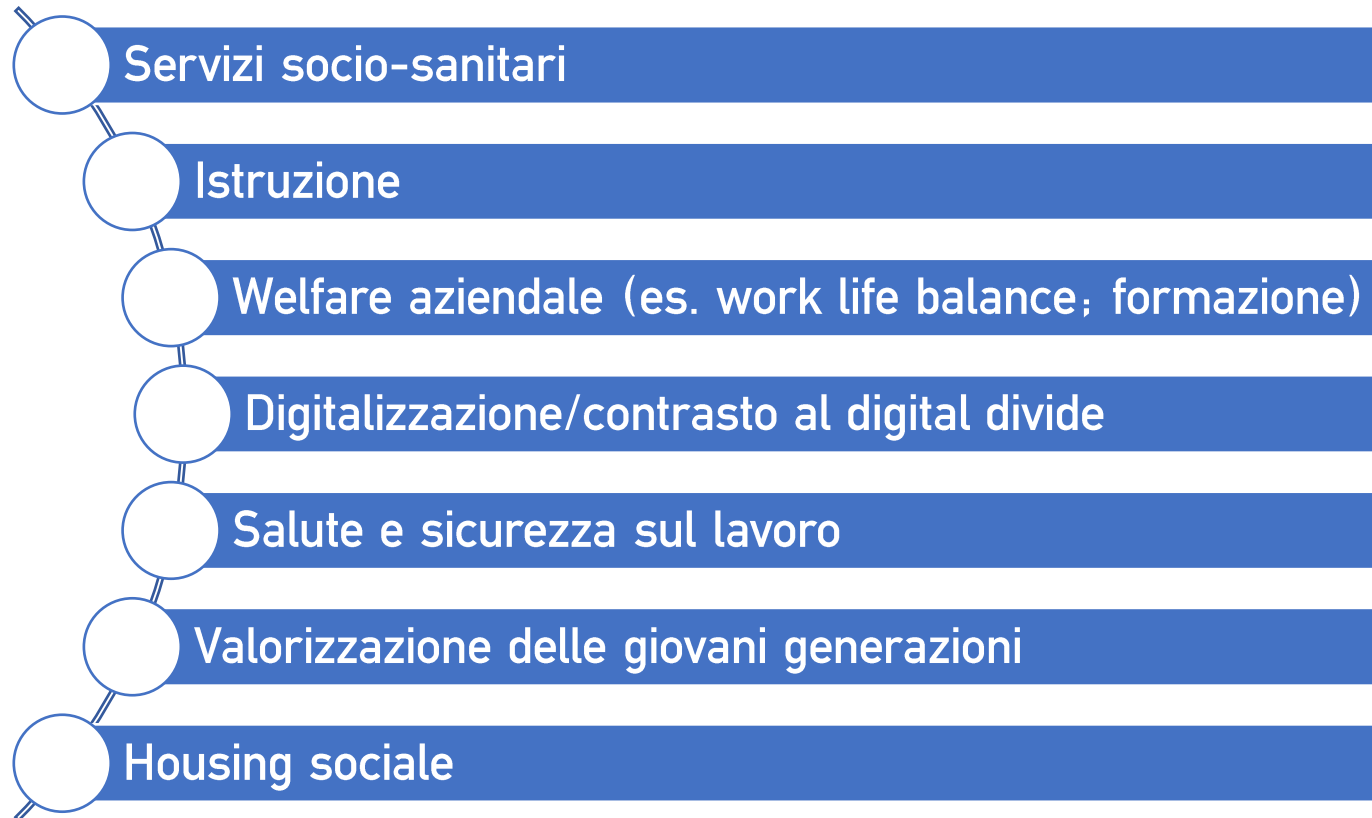 Servizi socio-sanitari
Istruzione
Welfare aziendale (es. work life balance; formazione)
Digitalizzazione/contrasto al digital divide
Salute e sicurezza sul lavoro
Valorizzazione delle giovani generazioni
Housing sociale